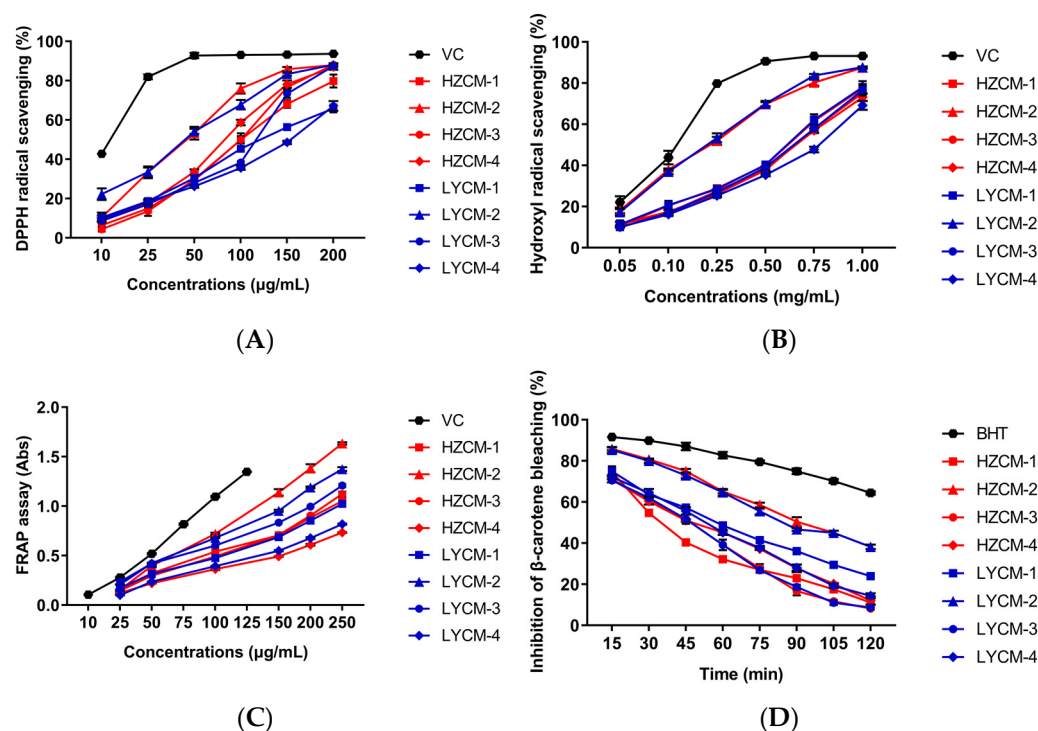 DPPH radical scavenging (%)
100
80
60
40
20
0
10 25 50 100 150 200
Concentrations (µg/mL)
VC
HZCM-1
HZCM-2
HZCM-3
HZCM-4
LYCM-1
LYCM-2
LYCM-3
LYCM-4
(A)
Hydroxyl radical scavenging (%)
100
80
60
40
20
0
0.05 0.10 0.25 0.50 0.75 1.00
Concentrations (mg/mL)
VC
HZCM-1
HZCM-2
HZCM-3
HZCM-4
LYCM-1
LYCM-2
LYCM-3
LYCM-4
(B)
FRAP assay (Abs)
2.0
1.5
1.0
0.5
0.0
10 25 50 75 100 125 150 200 250
Concentrations (µg/mL)
VC
HZCM-1
HZCM-2
HZCM-3
HZCM-4
LYCM-1
LYCM-2
LYCM-3
LYCM-4
(C)
Inhibition of β-carotene bleaching (%)
100
80
60
40
20
0
15 30 45 60 75 90 105 120
Time (min)
BHT
HZCM-1
HZCM-2
HZCM-3
HZCM-4
LYCM-1
LYCM-2
LYCM-3
LYCM-4
(D)